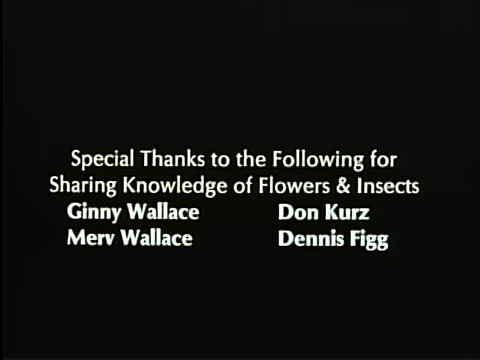 Special Thanks to the Following for
Sharing Knowledge of Flowers & Insects
Ginny Wallace Don Kurz
Merv Wallace Dennis Figg